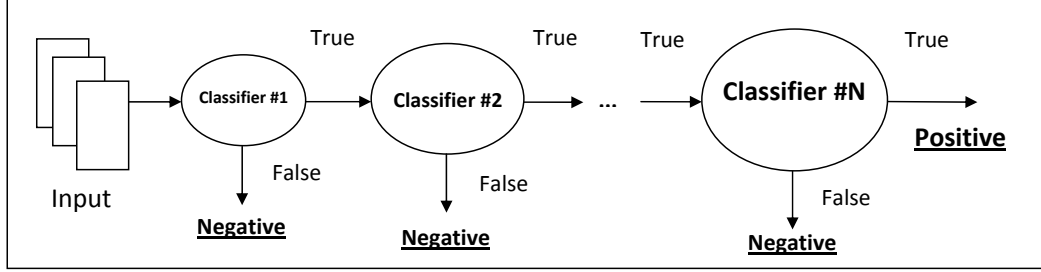 True
True
True
True
Classifier #1
Classifier #2
...
Classifier #N
Positive
Input
False
False
False
Negative
Negative
Negative